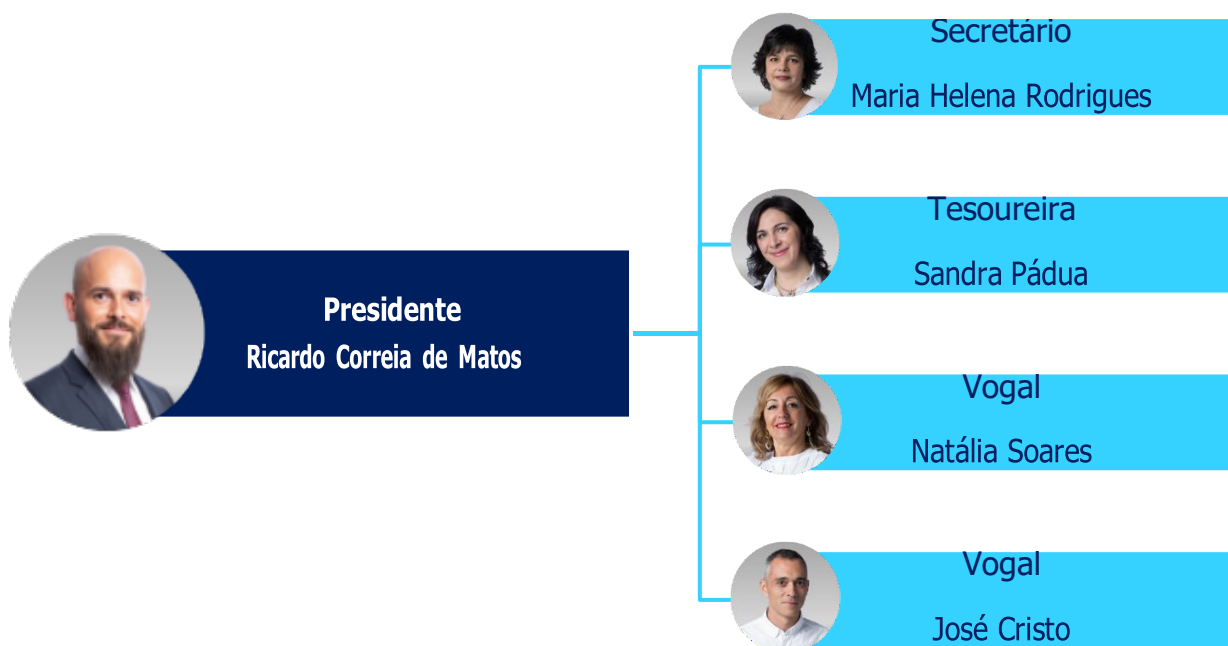 Presidente
Ricardo Correia de Matos
Secretário
Maria Helena Rodrigues
Tesoureira
Sandra Pádua
Vogal
Natália Soares
Vogal
José Cristo